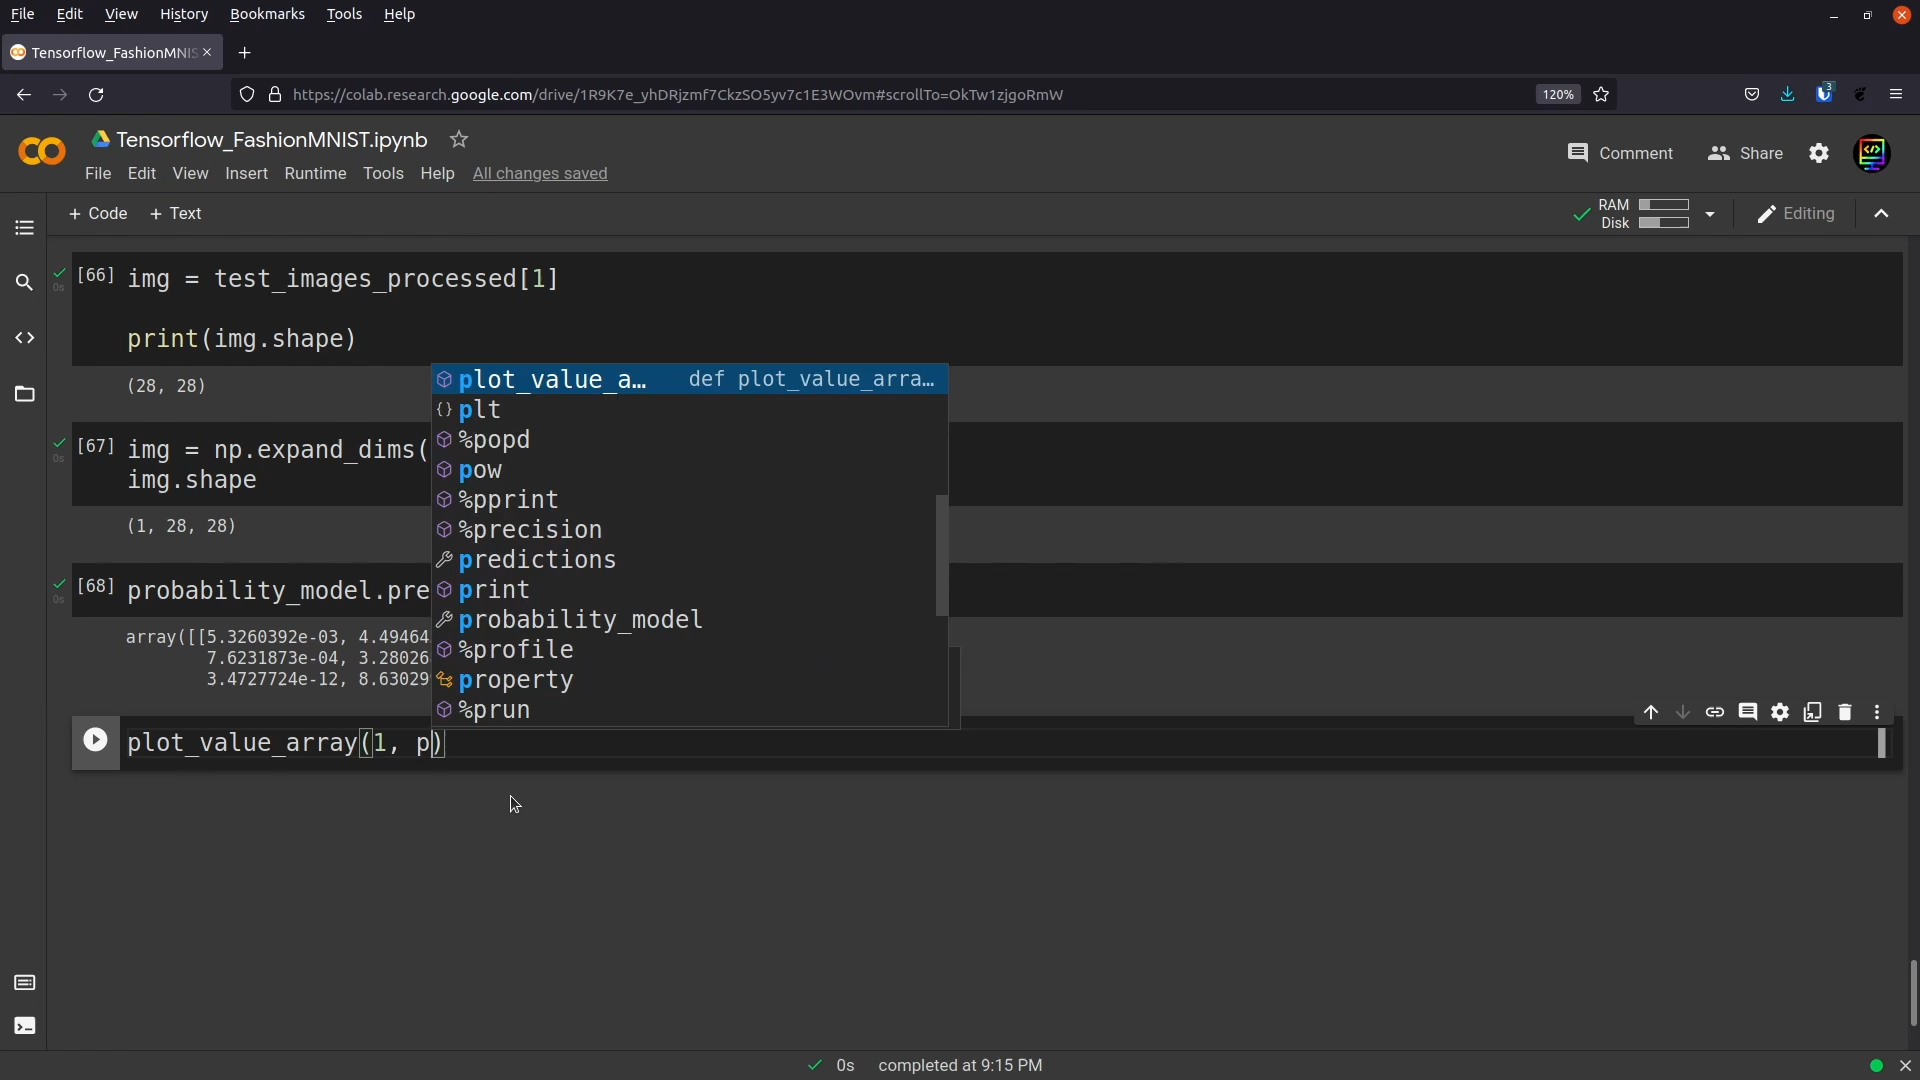 File Edit View History Bookmarks Tools Help
Tensorflow_FashionMNIS
https://colab.research.google.com/drive/1R9K7e_yhDRjzmf7CkzSO5yv7c1E3WOvm#scrollTo=OkTw1zjgoRmW 120% 3
Tensorflow_FashionMNIST.ipynb
Comment Share
File Edit View Insert Runtime Tools Help All changes saved
+ Code + Text
RAM
Disk
Editing
[66] img = test_images_processed[1]
0s
print(img.shape)
(28, 28)
plot_value_a… def plot_value_arra…
plt
%popd
[67] img = np.expand_dims(
0s
pow
img.shape
%pprint
(1, 28, 28)
%precision
predictions
[68] probability_model.pre
0s
print
probability_model
array([[5.3260392e-03, 4.49464
%profile
7.6231873e-04, 3.28026
3.4727724e-12, 8.63029
property
%prun
plot_value_array(1, p)
0s completed at 9:15 PM